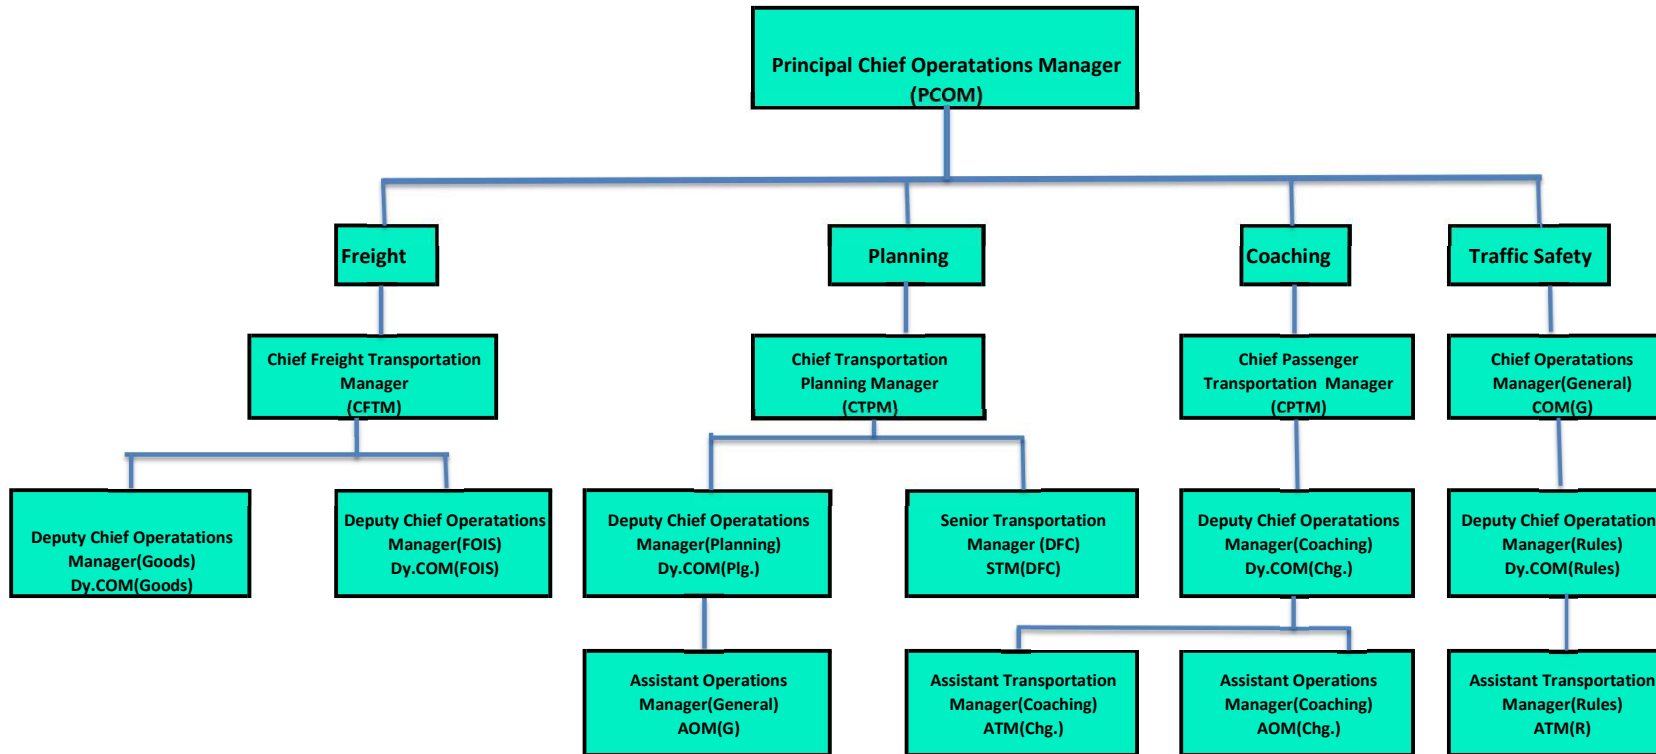 Principal Chief Operatations Manager
(PCOM)
Freight
Planning
Coaching
Traffic Safety
Chief Freight Transportation
Manager
(CFTM)
Chief Transportation
Planning Manager
(CTPM)
Chief Passenger
Transportation Manager
(CPTM)
Chief Operatations
Manager(General)
COM(G)
Deputy Chief Operatations
Manager(Goods)
Dy.COM(Goods)
Deputy Chief Operatations
Manager(FOIS)
Dy.COM(FOIS)
Deputy Chief Operatations
Manager(Planning)
Dy.COM(Plg.)
Senior Transportation
Manager (DFC)
STM(DFC)
Deputy Chief Operatations
Manager(Coaching)
Dy.COM(Chg.)
Deputy Chief Operatation
Manager(Rules)
Dy.COM(Rules)
Assistant Operations
Manager(General)
AOM(G)
Assistant Transportation
Manager(Coaching)
ATM(Chg.)
Assistant Operations
Manager(Coaching)
AOM(Chg.)
Assistant Transportation
Manager(Rules)
ATM(R)